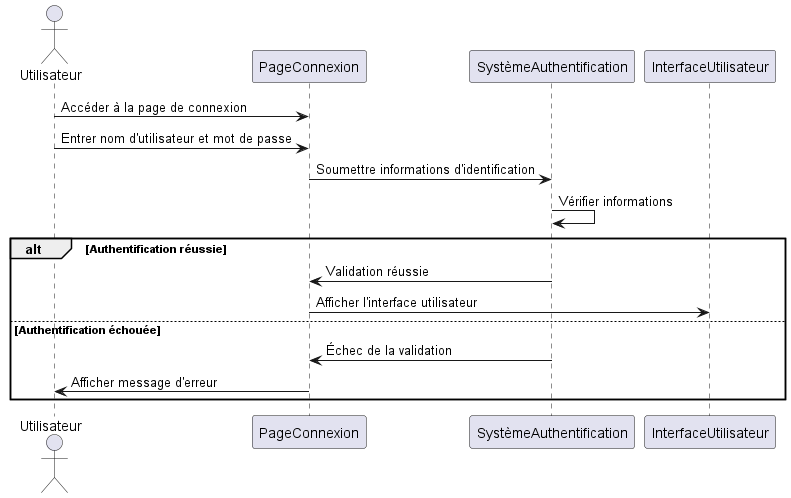 Utilisateur
PageConnexion
SystèmeAuthentification
InterfaceUtilisateur
Accéder à la page de connexion
Entrer nom d'utilisateur et mot de passe
Soumettre informations d'identification
Vérifier informations
alt [Authentification réussie]
Validation réussie
Afficher l'interface utilisateur
[Authentification échouée]
Échec de la validation
Afficher message d'erreur
Utilisateur
PageConnexion
SystèmeAuthentification
InterfaceUtilisateur